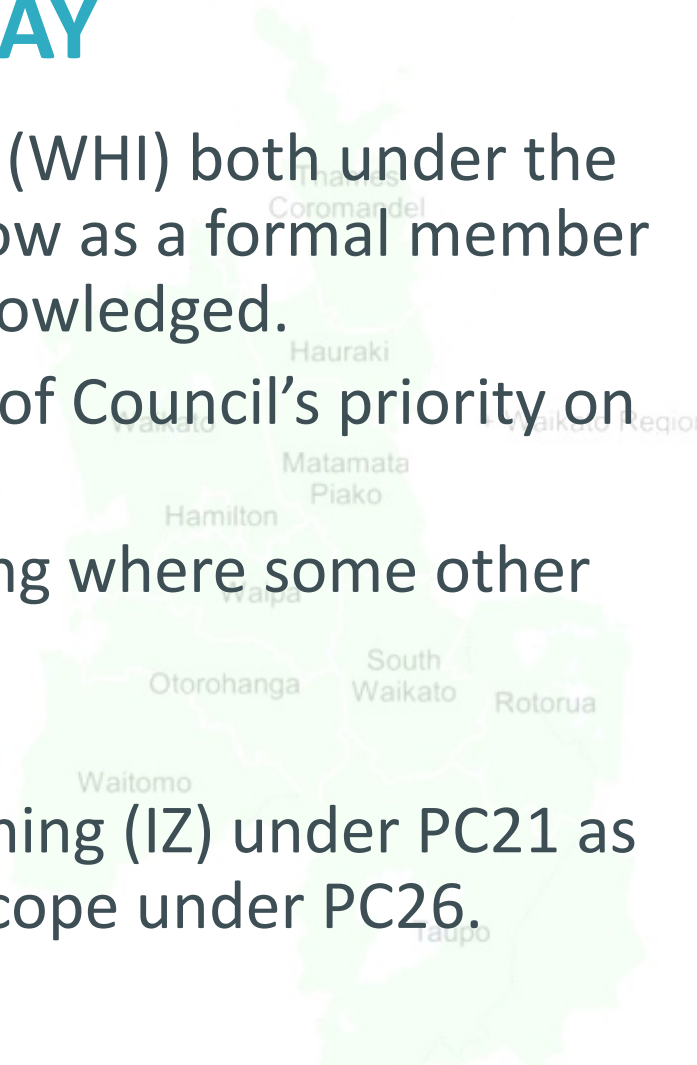 AY
(WHI) both under the
Thames
Coromandel
ow as a formal member
owledged.
Hauraki
of Council’s priority on
Waikato
Waikato Region
Matamata
Piako
Hamilton
ng where some other
Waipa
South
Waikato
Otorohanga
Rotorua
Waitomo
ning (IZ) under PC21 as
cope under PC26.
Taupo